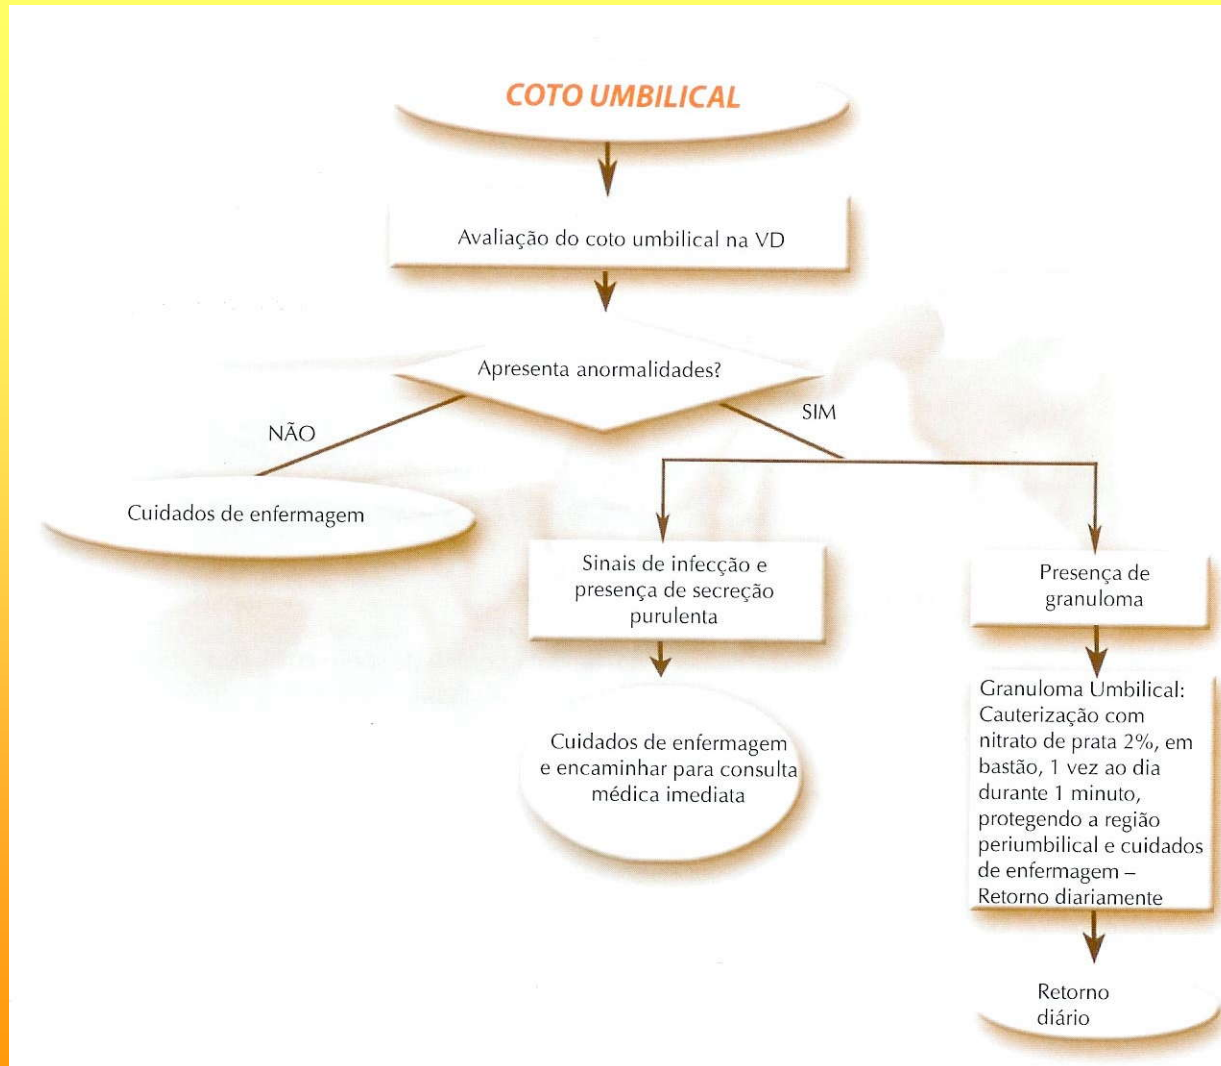 COTO UMBILICAL
Avaliação do coto umbilical na VD
Apresenta anormalidades?
NÃO
SIM
Cuidados de enfermagem
Sinais de infecção e
presença de secreção
purulenta
Presença de
granuloma
Cuidados de enfermagem
e encaminhar para consulta
médica imediata
Granuloma Umbilical:
Cauterização com
nitrato de prata 2%, em
bastão, 1 vez ao dia
durante 1 minuto,
protegendo a região
periumbilical e cuidados
de enfermagem –
Retorno diariamente
Retorno
diário